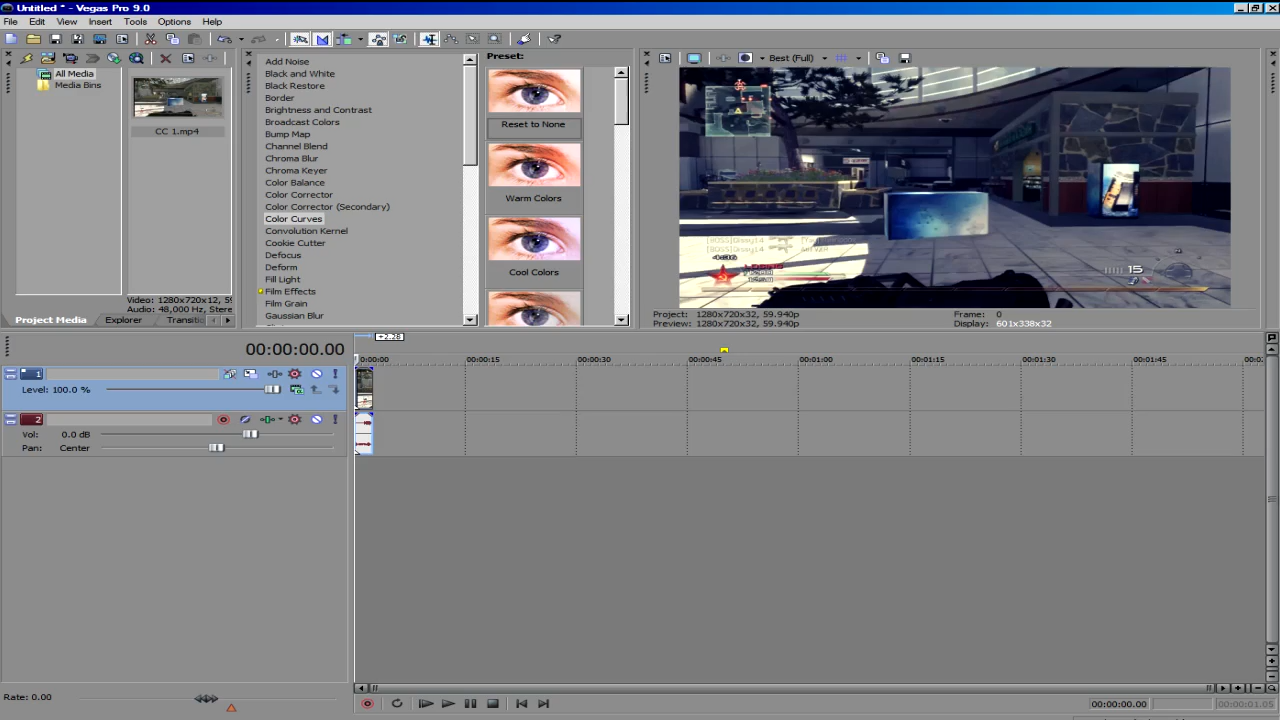 Untitled * - Vegas Pro 9.0
File Edit View Insert Tools Options Help
All Media
Media Bins
CC 1.mp4
Video: 1280x720x12, 59
Audio: 48,000 Hz, Stere
Project Media Explorer Transitio
Add Noise
Black and White
Black Restore
Border
Brightness and Contrast
Broadcast Colors
Bump Map
Channel Blend
Chroma Blur
Chroma Keyer
Color Balance
Color Corrector
Color Corrector (Secondary)
Color Curves
Convolution Kernel
Cookie Cutter
Defocus
Deform
Fill Light
Film Effects
Film Grain
Gaussian Blur
Preset:
Reset to None
Warm Colors
Cool Colors
Best (Full)
15
Project: 1280x720x32, 59.940p
Preview: 1280x720x32, 59.940p
Frame: 0
Display: 601x338x32
00:00:00.00
+2.28
0:00:00 00:00:15 00:00:30 00:00:45 00:01:00 00:01:15 00:01:30 00:01:45 00:0
1
Level: 100.0 %
2
Vol: 0.0 dB
Pan: Center
Rate: 0.00
00:00:00.00
00:00:01.05